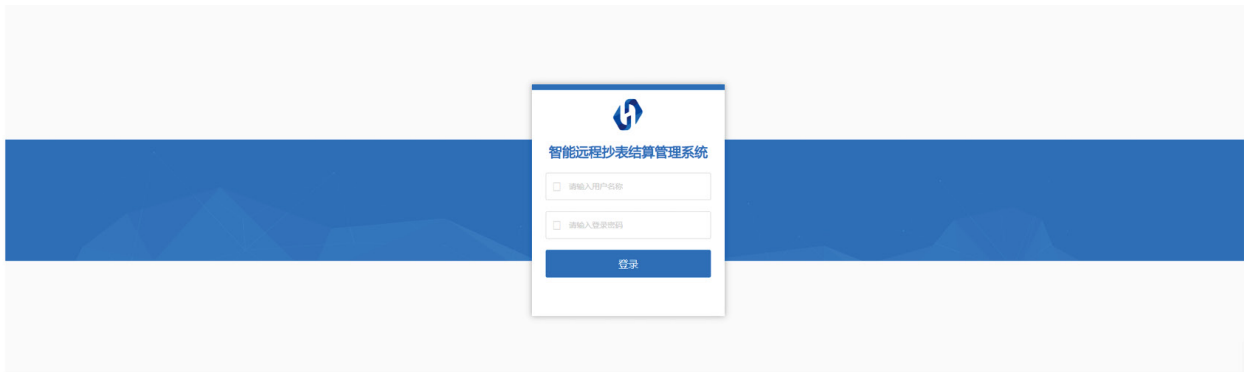 智能远程抄表结算管理系统
请输入用户名称
请输入登录密码
登录